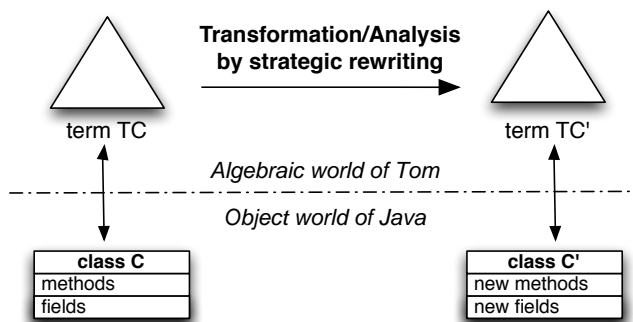 Transformation/Analysis
by strategic rewriting
term TC
term TC'
Algebraic world of Tom
Object world of Java
class C
methods
fields
class C'
new methods
new fields